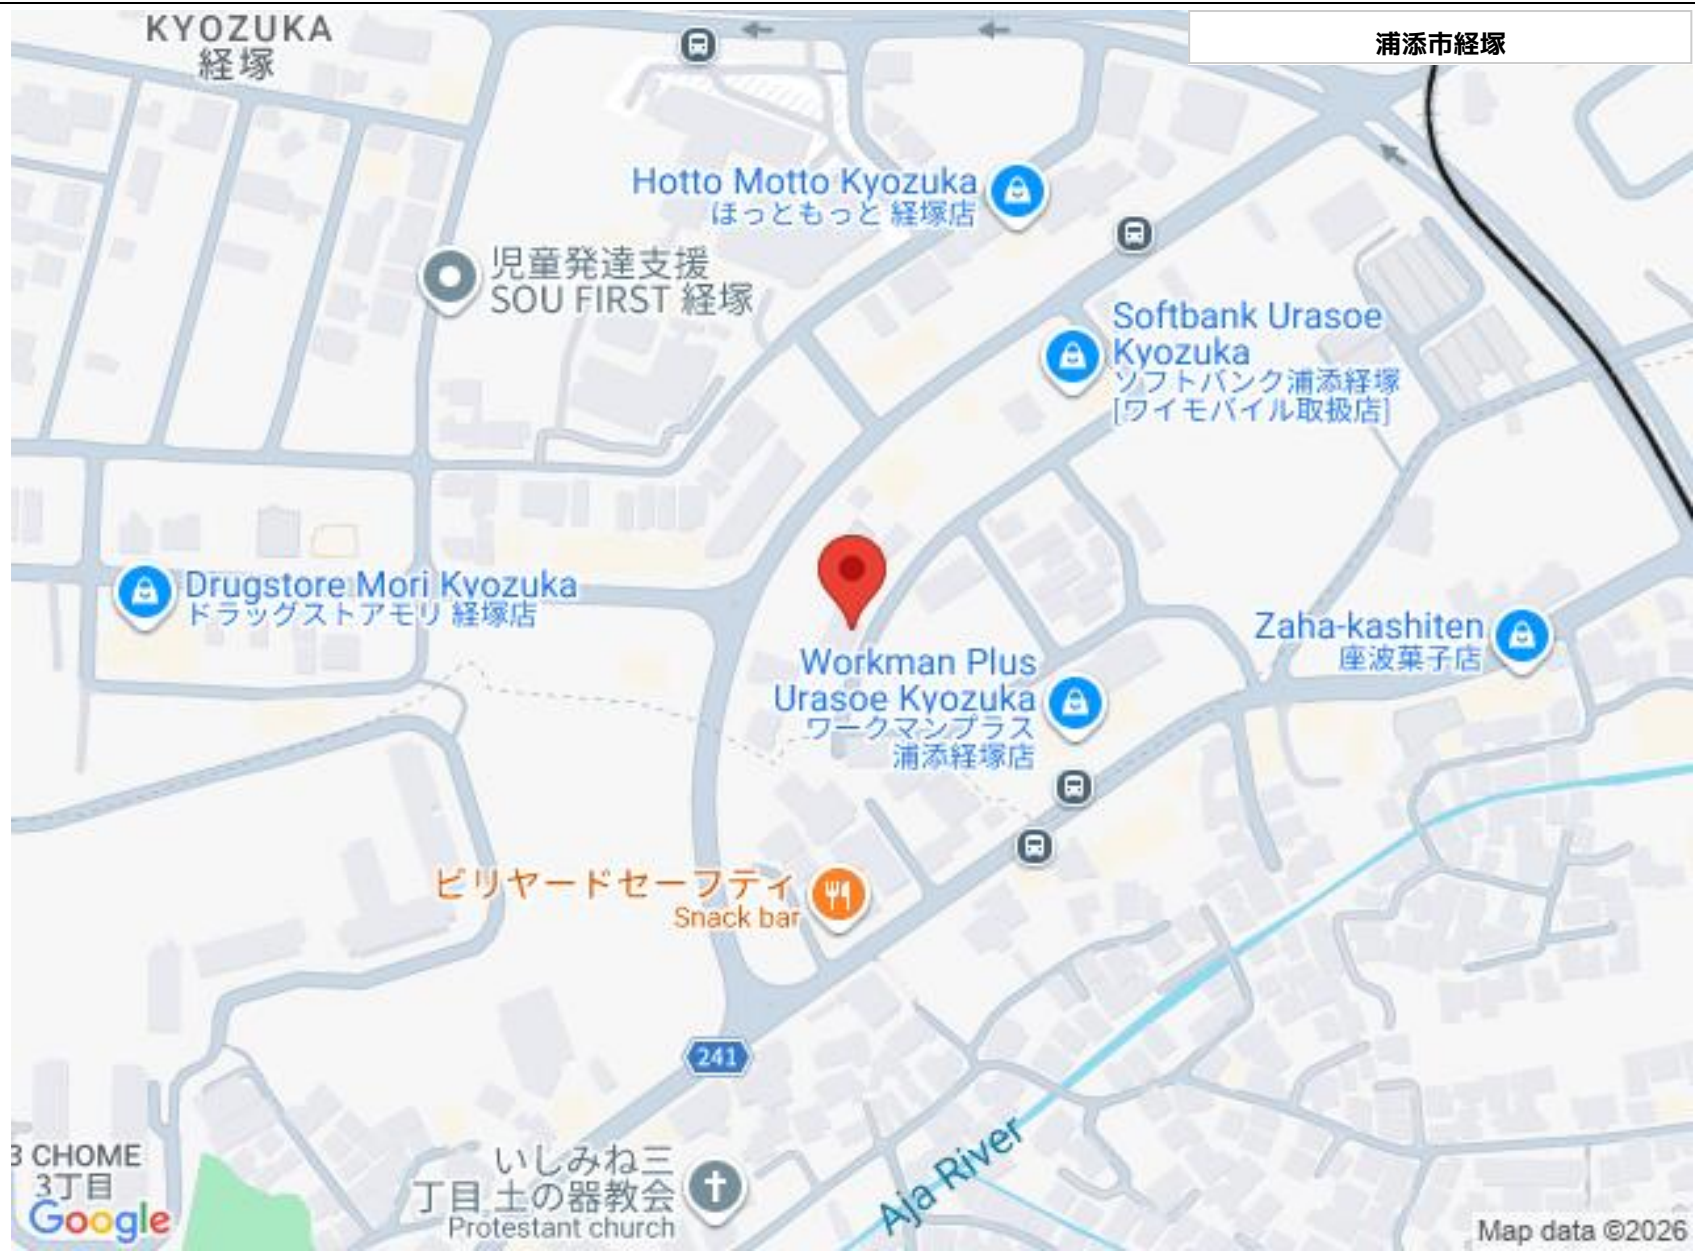 KYOZUKA
経塚
浦添市経塚
Hotto Motto Kyozuka
ほっともっと 経塚店
児童発達支援
SOU FIRST 経塚
Softbank Urasoe
Kyozuka
ソフトバンク浦添経塚
[ワイモバイル取扱店]
Drugstore Mori Kyozuka
ドラッグストアモリ 経塚店
Zaha-kashiten
座波菓子店
Workman Plus
Urasoe Kyozuka
ワークマンプラス
浦添経塚店
ビリヤードセーフティ
Snack bar
241
3 CHOME
3丁目
いしみね三
丁目 土の器教会
Protestant church
Aja River
Google
Map data ©2026